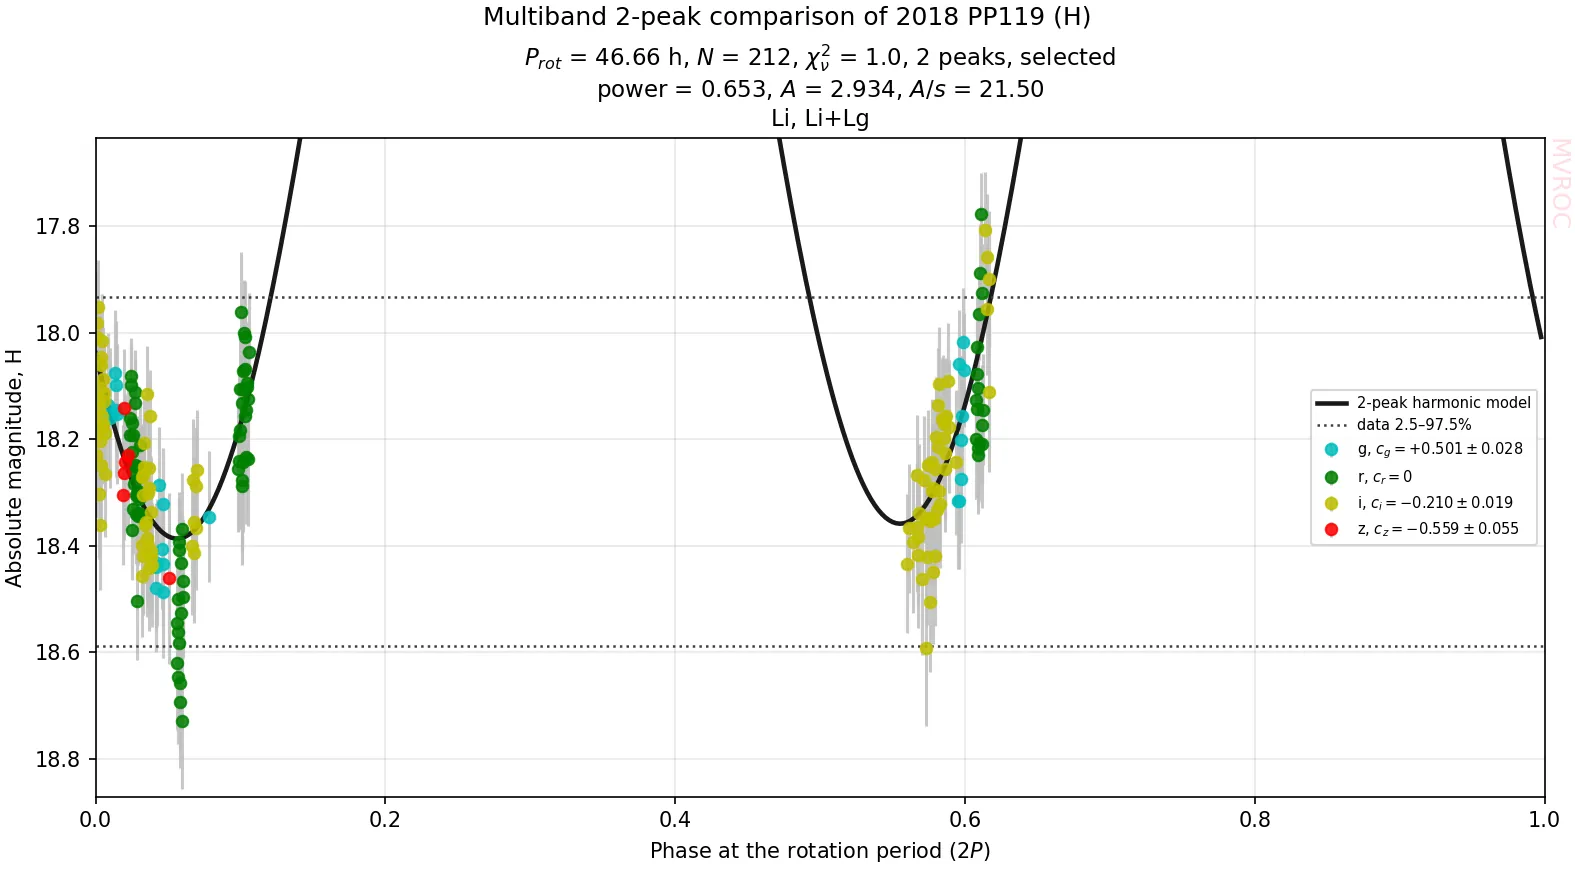 Multiband 2-peak comparison of 2018 PP119 (H)
P_rot = 46.66 h, N = 212, χ²_ν = 1.0, 2 peaks, selected
power = 0.653, A = 2.934, A/s = 21.50
Li, Li+Lg
MVROC
17.8
18.0
18.2
18.4
18.6
18.8
Absolute magnitude, H
2-peak harmonic model
data 2.5–97.5%
g, c_g = +0.501 ± 0.028
r, c_r = 0
i, c_i = −0.210 ± 0.019
z, c_z = −0.559 ± 0.055
0.0 0.2 0.4 0.6 0.8 1.0
Phase at the rotation period (2P)